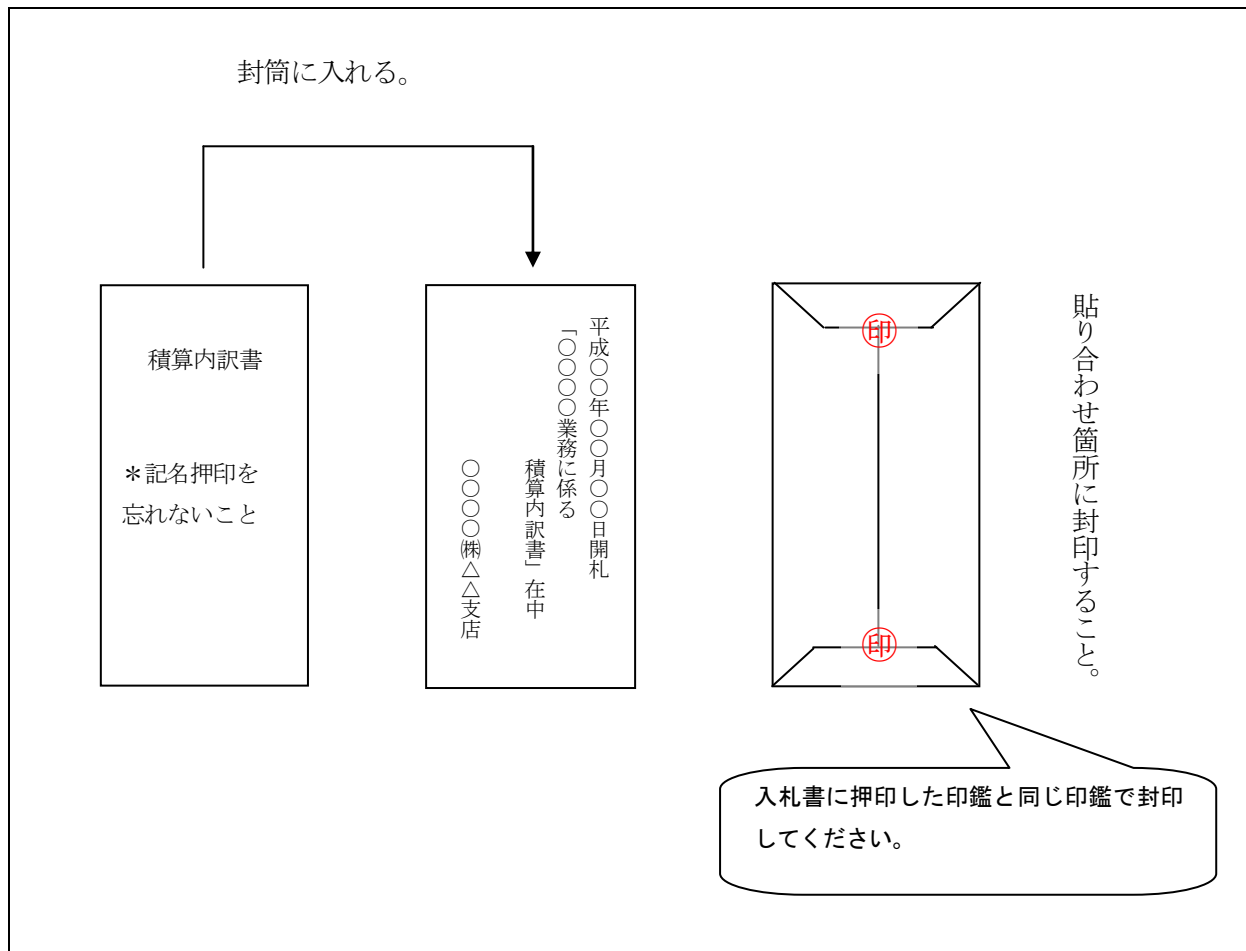 封筒に入れる。
積算内訳書
＊記名押印を
忘れないこと
平成〇〇年〇〇月〇〇日開札
「〇〇〇〇業務に係る
積算内訳書」在中
〇〇〇〇㈱△△支店
印
印
貼り合わせ箇所に封印すること。
入札書に押印した印鑑と同じ印鑑で封印
してください。